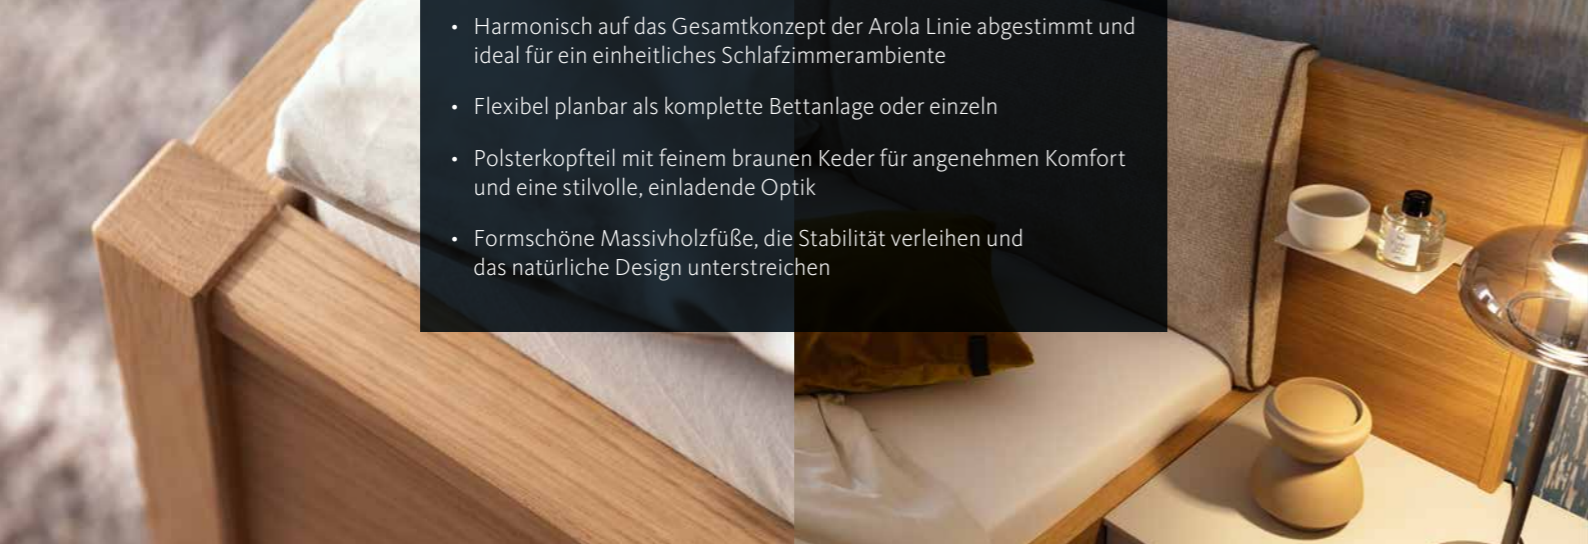 • Harmonisch auf das Gesamtkonzept der Arola Linie abgestimmt und
ideal für ein einheitliches Schlafzimmerambiente
• Flexibel planbar als komplette Bettanlage oder einzeln
• Polsterkopfteil mit feinem braunen Keder für angenehmen Komfort
und eine stilvolle, einladende Optik
• Formschöne Massivholzfüße, die Stabilität verleihen und
das natürliche Design unterstreichen